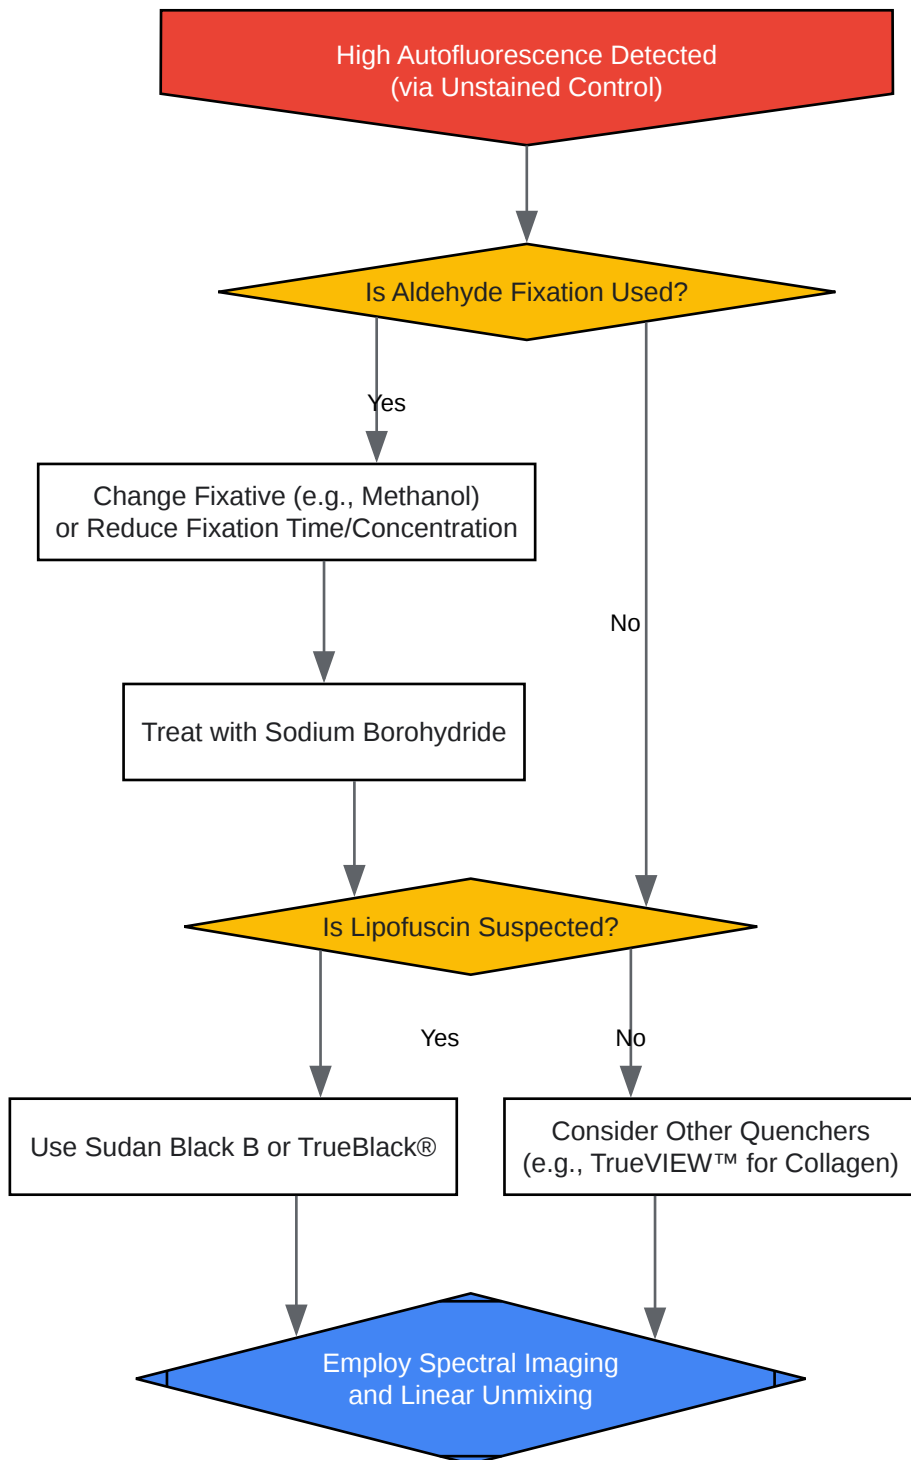 High Autofluorescence Detected
(via Unstained Control)
Is Aldehyde Fixation Used?
Yes
Change Fixative (e.g., Methanol)
or Reduce Fixation Time/Concentration
No
Treat with Sodium Borohydride
Is Lipofuscin Suspected?
Yes
No
Use Sudan Black B or TrueBlack®
Consider Other Quenchers
(e.g., TrueVIEW™ for Collagen)
Employ Spectral Imaging
and Linear Unmixing